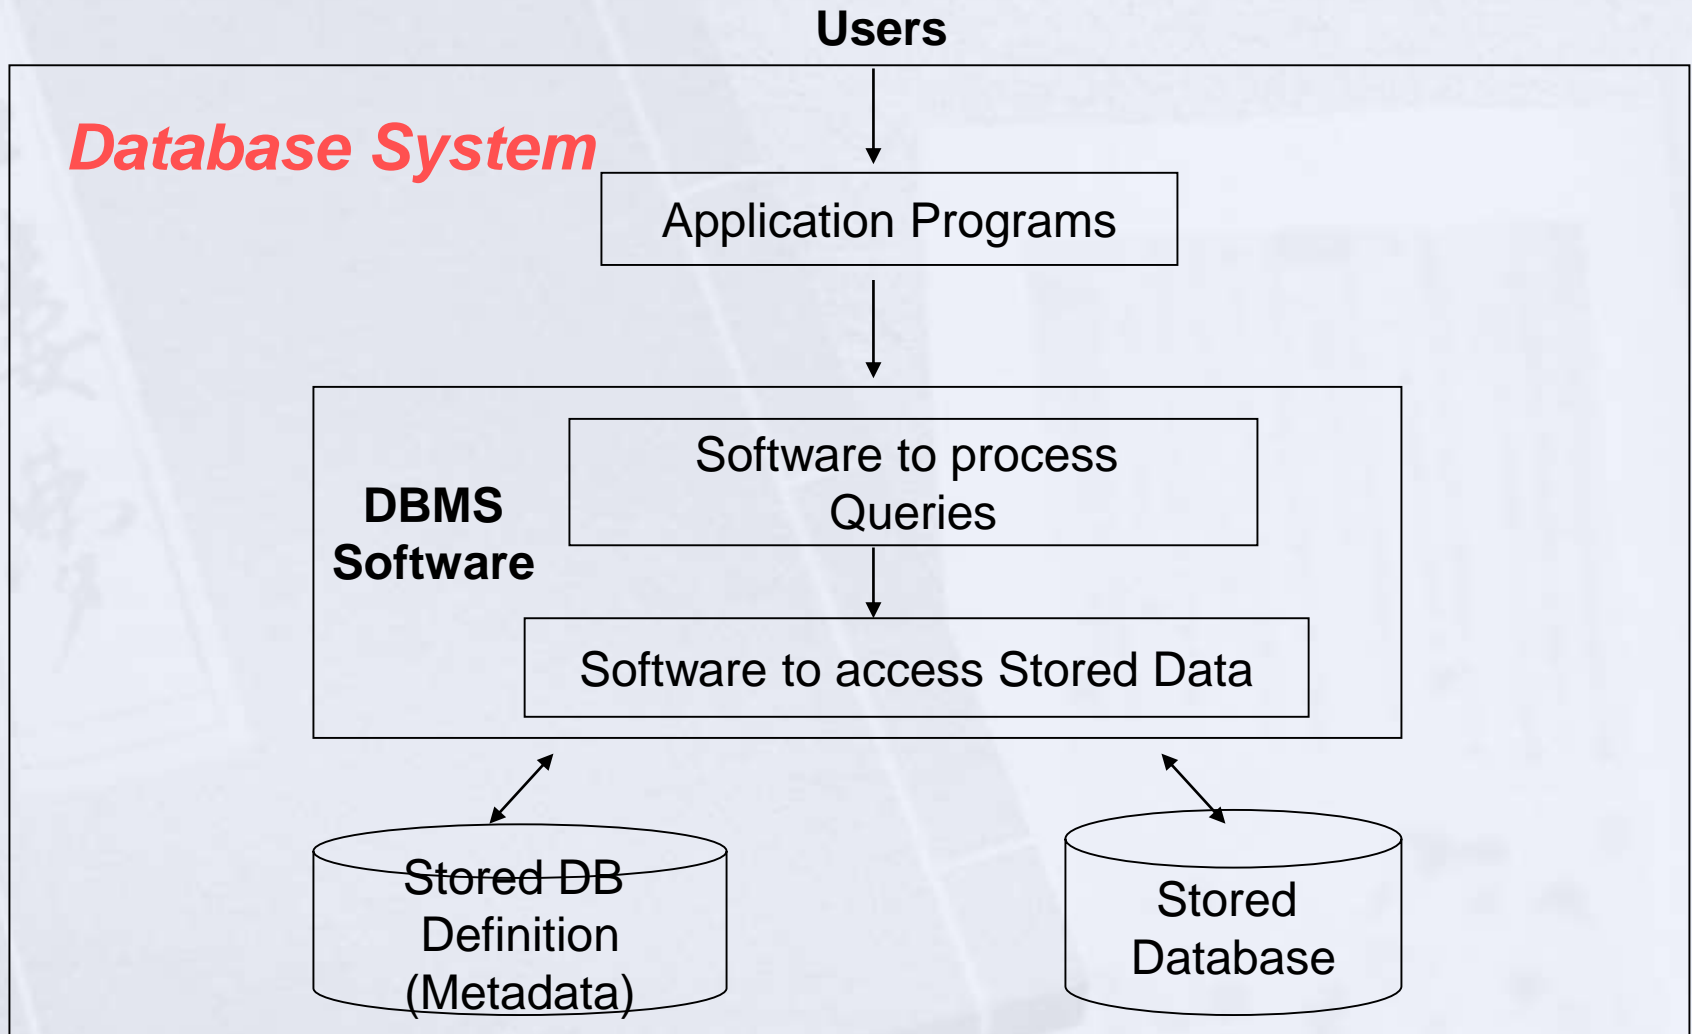 Users
Database System
Application Programs
Software to process
Queries
DBMS
Software
Software to access Stored Data
Stored DB
Definition
(Metadata)
Stored
Database